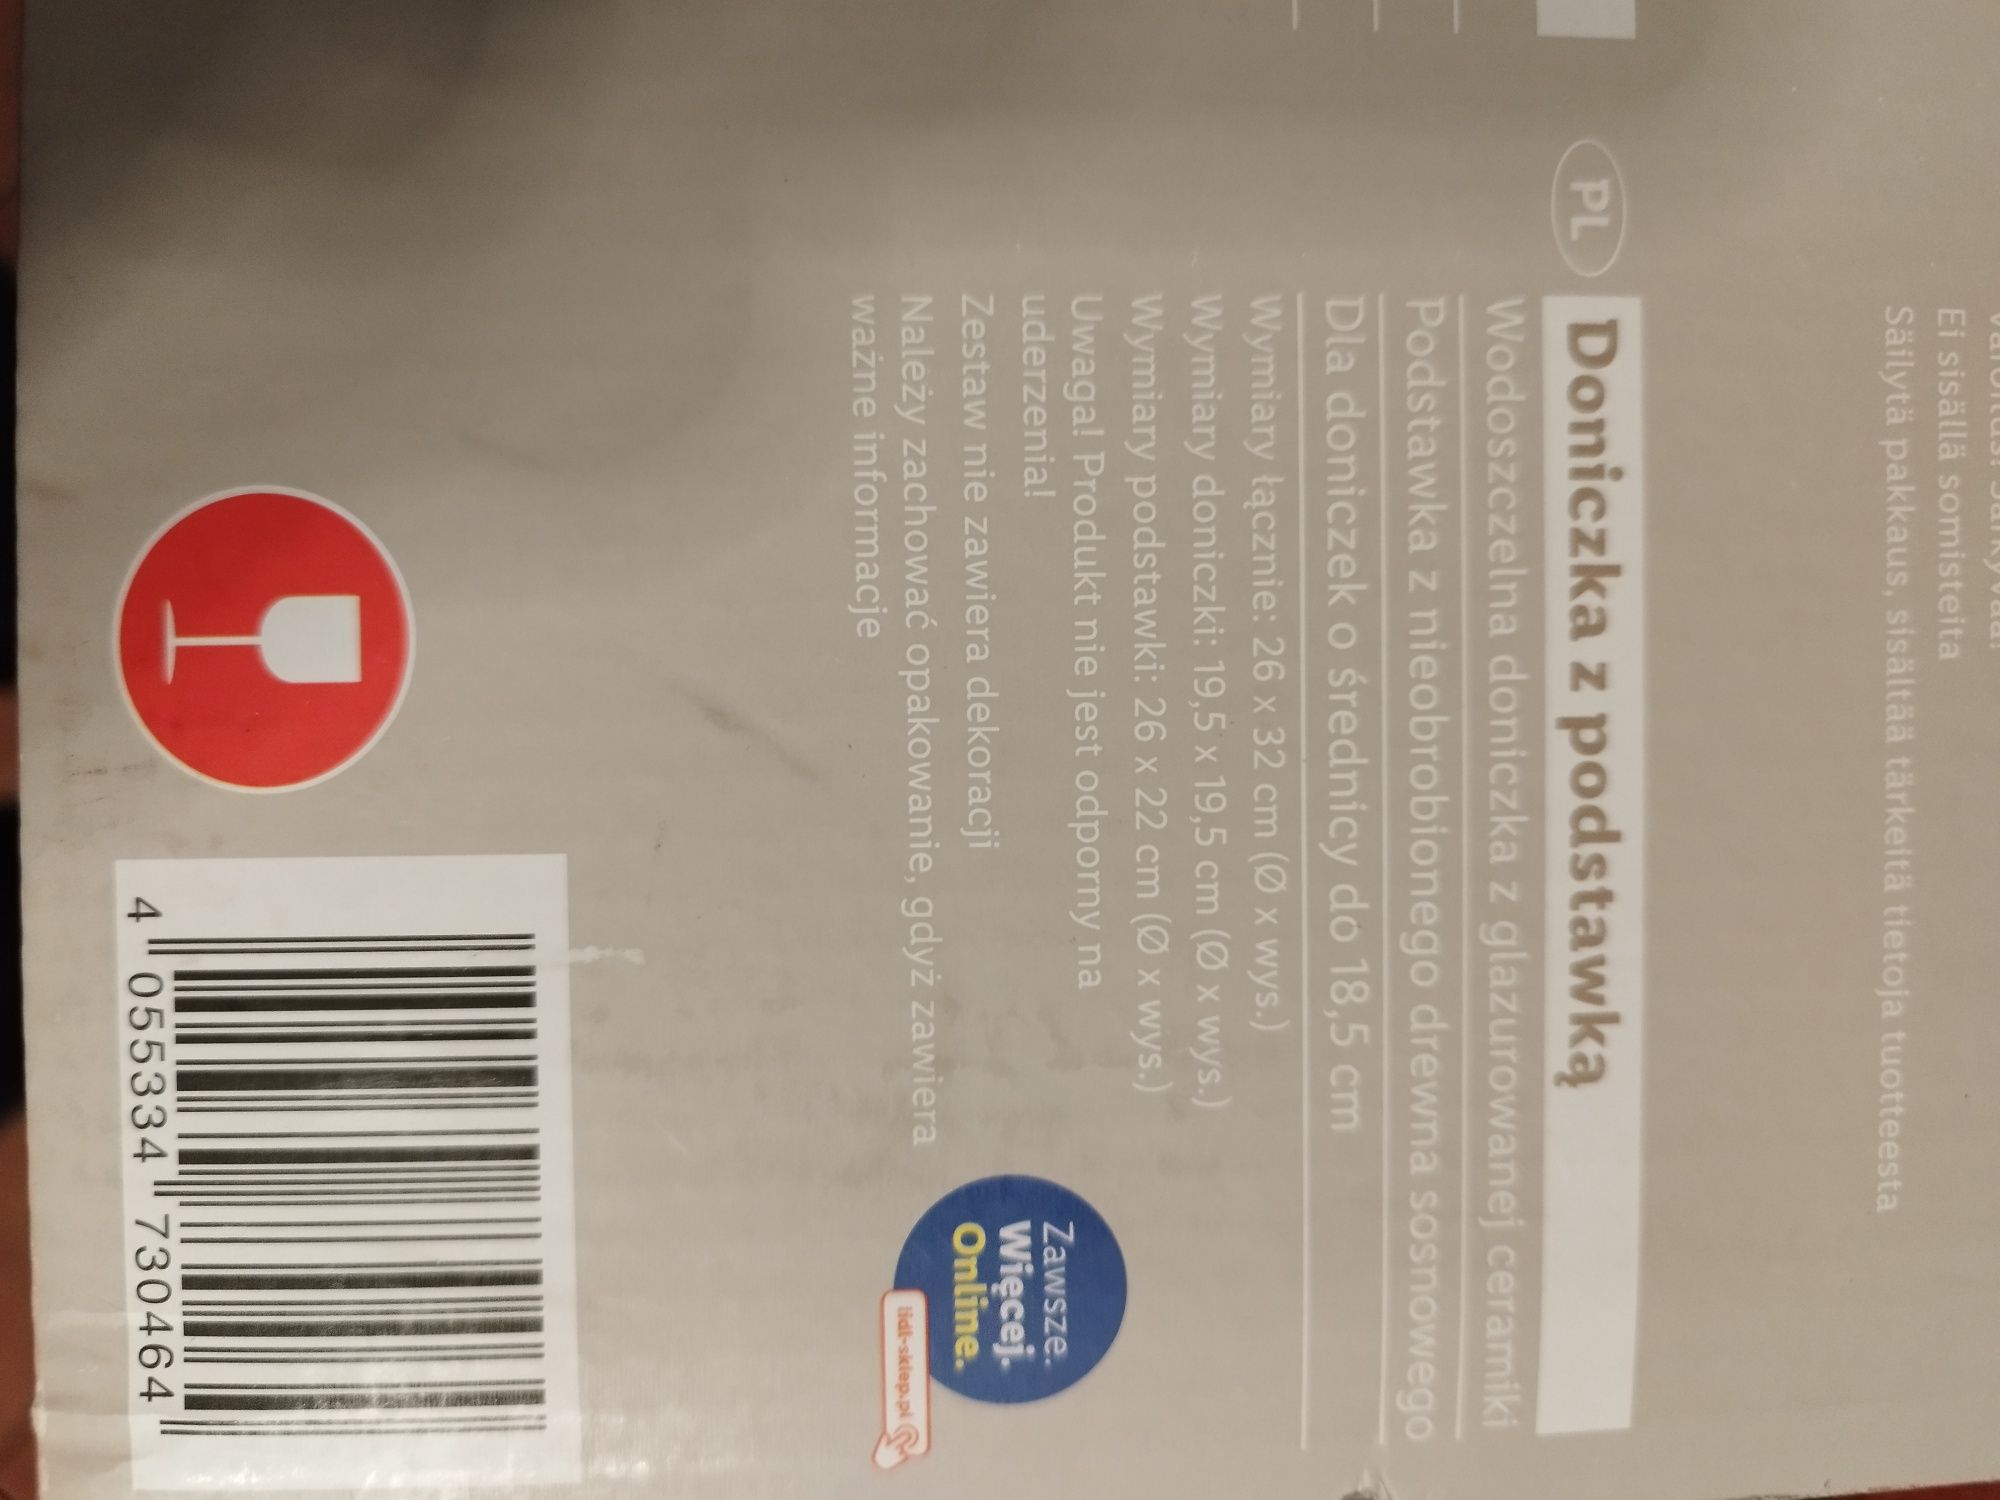 Ei sisällä somisteita
Säilytä pakkaus, sisältää tärkeitä tietoja tuotteesta
PL
Doniczka z podstawką
Wodoszczelna doniczka z glazurowanej ceramiki
Podstawka z nieobrobionego drewna sosnowego
Dla doniczek o średnicy do 18,5 cm
Wymiary łącznie: 26 x 32 cm (Ø x wys.)
Wymiary doniczki: 19,5 x 19,5 cm (Ø x wys.)
Wymiary podstawki: 26 x 22 cm (Ø x wys.)
Uwaga! Produkt nie jest odporny na
uderzenia!
Zestaw nie zawiera dekoracji
Należy zachować opakowanie, gdyż zawiera
ważne informacje
Zawsze.
Więcej.
Online.
lidl-sklep.pl
4 055334 730464